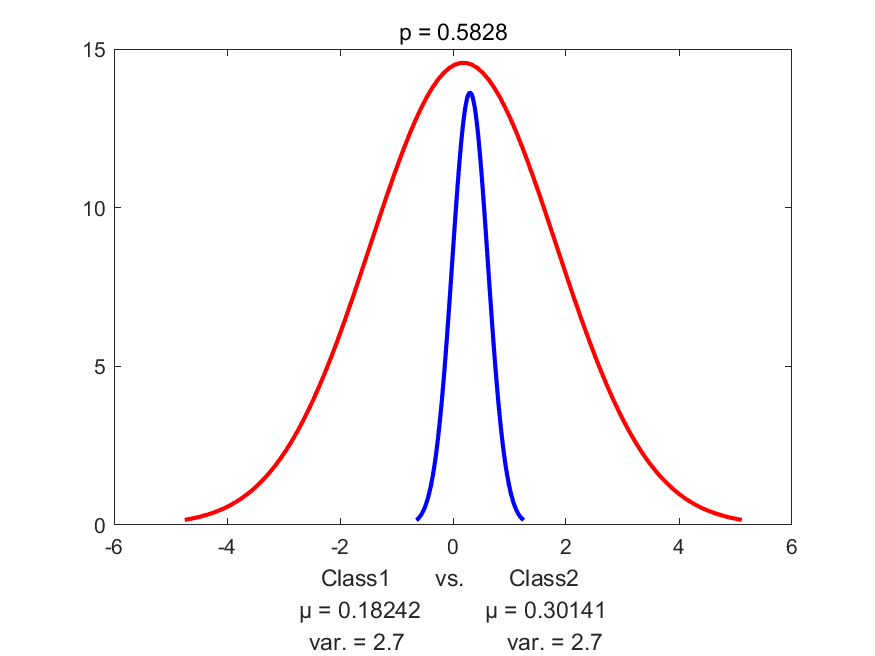 p = 0.5828
15
10
5
0
-6 -4 -2 0 2 4 6
Class1 vs. Class2
μ = 0.18242 μ = 0.30141
var. = 2.7 var. = 2.7